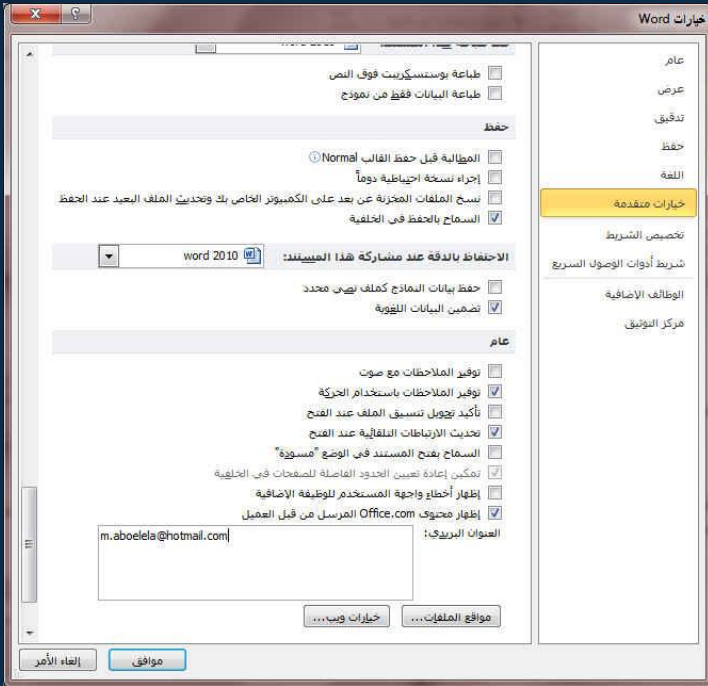 خيارات Word
عام
عرض
تدقيق
حفظ
اللغة
خيارات متقدمة
تخصيص الشريط
شريط أدوات الوصول السريع
الوظائف الإضافية
مركز التوثيق
word 2010
طباعة بوستسكريبت فوق النص
طباعة البيانات فقط من نموذج
حفظ
المطالبة قبل حفظ القالب Normal
إجراء نسخة احتياطية دوماً
نسخ الملفات المخزنة عن بعد على الكمبيوتر الخاص بك وتحديث الملف البعيد عند الحفظ
السماح بالحفظ في الخلفية
الاحتفاظ بالدقة عند مشاركة هذا المستند: word 2010
حفظ بيانات النماذج كملف نصي محدد
تضمين البيانات اللغوية
عام
توفير الملاحظات مع صوت
توفير الملاحظات باستخدام الحركة
تأكيد تحويل تنسيق الملف عند الفتح
تحديث الارتباطات التلقائية عند الفتح
السماح بفتح المستند في الوضع "مسودة"
تمكين إعادة تعيين الحدود الفاصلة للصفحات في الخلفية
إظهار أخطاء واجهة المستخدم للوظيفة الإضافية
إظهار محتوى Office.com المرسل من قبل العميل
العنوان البريدي: m.aboelela@hotmail.com
مواقع الملفات... خيارات ويب...
موافق إلغاء الأمر